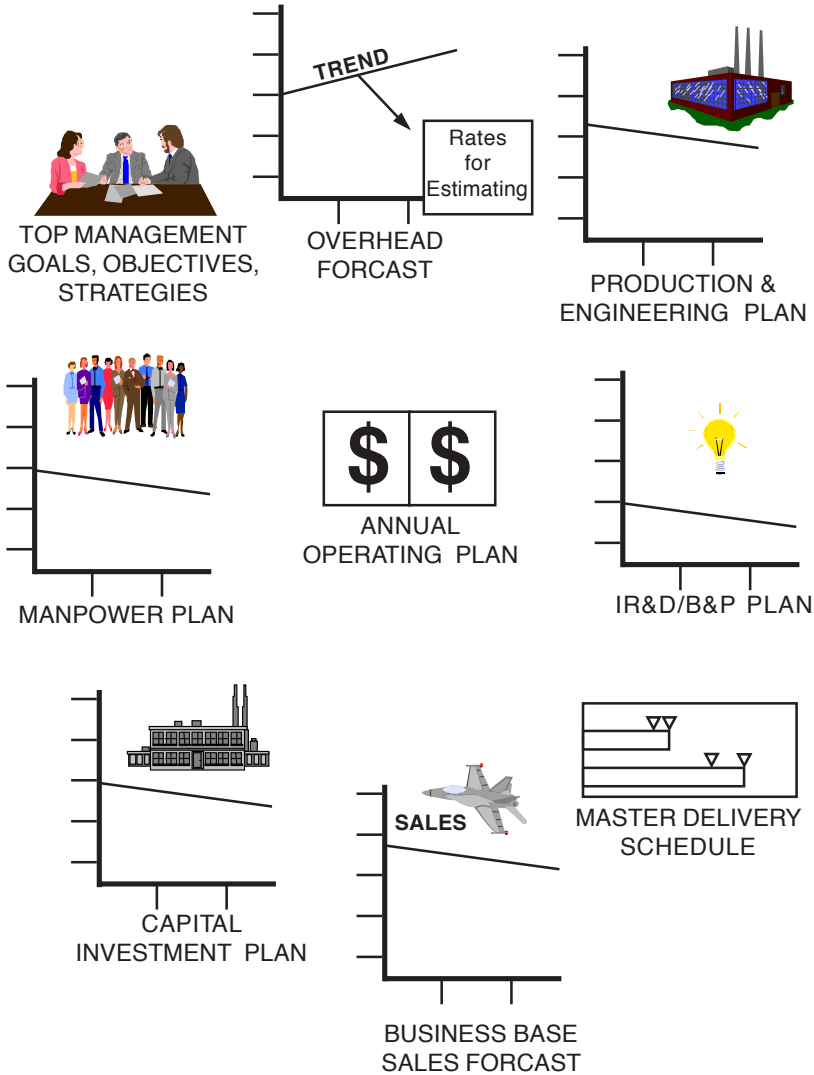 TREND
Rates
for
Estimating
TOP MANAGEMENT
GOALS, OBJECTIVES,
STRATEGIES
OVERHEAD
FORCAST
PRODUCTION &
ENGINEERING PLAN
MANPOWER PLAN
$ $
ANNUAL
OPERATING PLAN
IR&D/B&P PLAN
CAPITAL
INVESTMENT PLAN
SALES
MASTER DELIVERY
SCHEDULE
BUSINESS BASE
SALES FORCAST